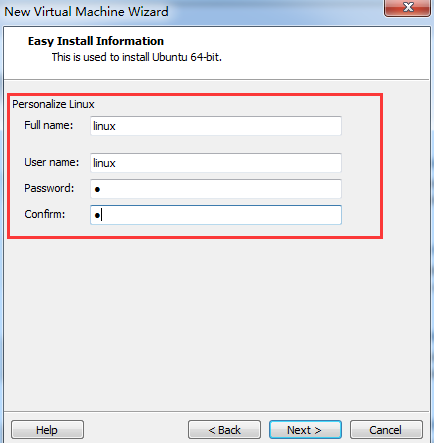 New Virtual Machine Wizard
Easy Install Information
This is used to install Ubuntu 64-bit.
Personalize Linux
Full name: linux
User name: linux
Password: ●
Confirm: ●
Help < Back Next > Cancel